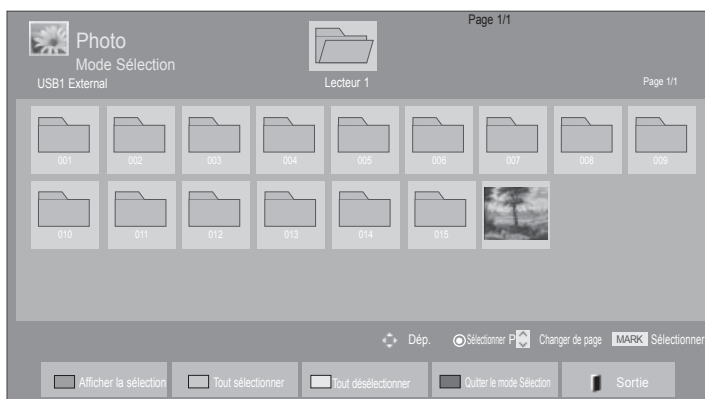 Page 1/1
Photo
Mode Sélection
USB1 External
Lecteur 1
Page 1/1
001 002 003 004 005 006 007 008 009
010 011 012 013 014 015
Dép. Sélectionner P Changer de page MARK Sélectionner
Afficher la sélection Tout sélectionner Tout désélectionner Quitter le mode Sélection Sortie